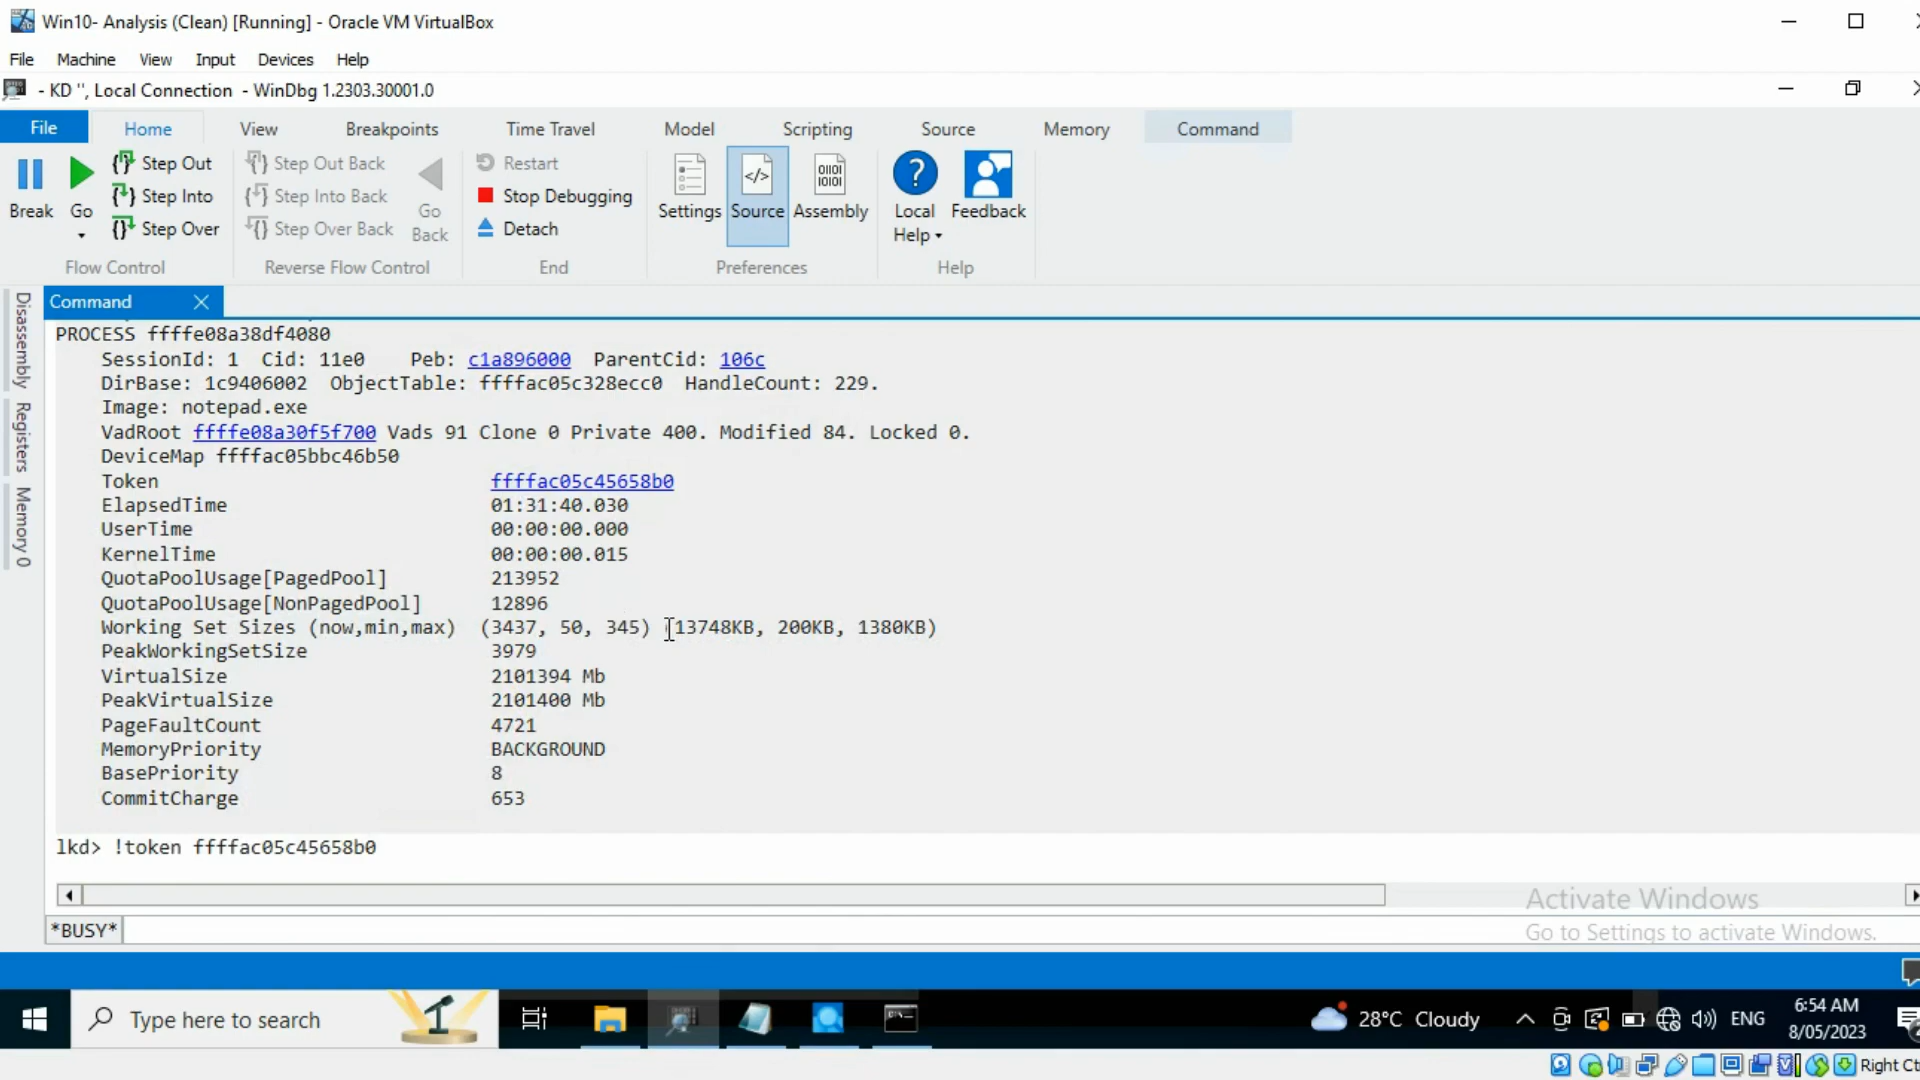 Win10- Analysis (Clean) [Running] - Oracle VM VirtualBox
File Machine View Input Devices Help
- KD '', Local Connection - WinDbg 1.2303.30001.0
File Home View Breakpoints Time Travel Model Scripting Source Memory Command
Break
Go
Step Out
Step Into
Step Over
Flow Control
Step Out Back
Step Into Back
Step Over Back
Go Back
Reverse Flow Control
Restart
Stop Debugging
Detach
End
Settings
Source
Assembly
Preferences
Local Help
Feedback
Help
Disassembly
Registers
Memory 0
Command
PROCESS ffffe08a38df4080
SessionId: 1 Cid: 11e0 Peb: c1a896000 ParentCid: 106c
DirBase: 1c9406002 ObjectTable: ffffac05c328ecc0 HandleCount: 229.
Image: notepad.exe
VadRoot ffffe08a30f5f700 Vads 91 Clone 0 Private 400. Modified 84. Locked 0.
DeviceMap ffffac05bbc46b50
Token ffffac05c45658b0
ElapsedTime 01:31:40.030
UserTime 00:00:00.000
KernelTime 00:00:00.015
QuotaPoolUsage[PagedPool] 213952
QuotaPoolUsage[NonPagedPool] 12896
Working Set Sizes (now,min,max) (3437, 50, 345) (13748KB, 200KB, 1380KB)
PeakWorkingSetSize 3979
VirtualSize 2101394 Mb
PeakVirtualSize 2101400 Mb
PageFaultCount 4721
MemoryPriority BACKGROUND
BasePriority 8
CommitCharge 653
lkd> !token ffffac05c45658b0
*BUSY*
Activate Windows
Go to Settings to activate Windows.
Type here to search
28°C Cloudy
ENG
6:54 AM
8/05/2023
Right Ct